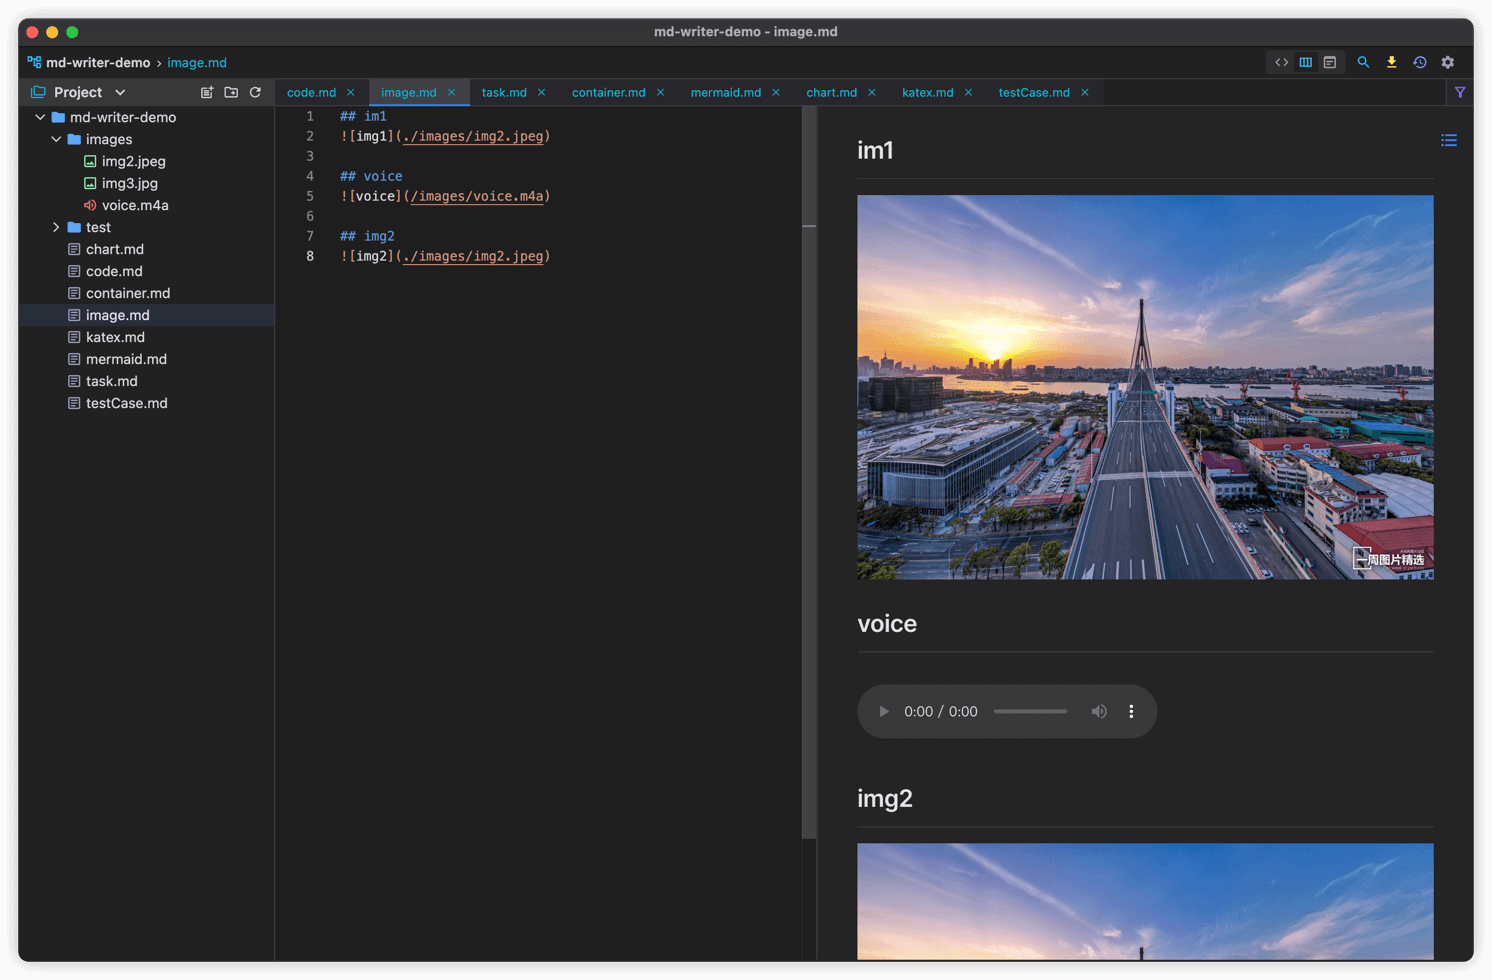 md-writer-demo - image.md
md-writer-demo › image.md
Project
code.md × image.md × task.md × container.md × mermaid.md × chart.md × katex.md × testCase.md ×
md-writer-demo
images
img2.jpeg
img3.jpg
voice.m4a
test
chart.md
code.md
container.md
image.md
katex.md
mermaid.md
task.md
testCase.md
1 ## im1
2 ![img1](./images/img2.jpeg)
3
4 ## voice
5 ![voice](/images/voice.m4a)
6
7 ## img2
8 ![img2](./images/img2.jpeg)
im1
一周图片精选
voice
0:00 / 0:00
img2